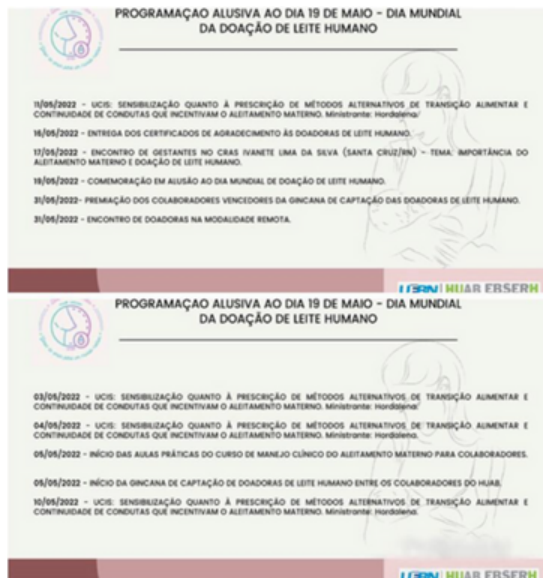 PROGRAMAÇAO ALUSIVA AO DIA 19 DE MAIO - DIA MUNDIAL
DA DOAÇÃO DE LEITE HUMANO
11/05/2022 - UCIS: SENSIBILIZAÇÃO QUANTO À PRESCRIÇÃO DE MÉTODOS ALTERNATIVOS DE TRANSIÇÃO ALIMENTAR E
CONTINUIDADE DE CONDUTAS QUE INCENTIVAM O ALEITAMENTO MATERNO. Ministrante: Hordalena
16/05/2022 - ENTREGA DOS CERTIFICADOS DE AGRADECIMENTO ÀS DOADORAS DE LEITE HUMANO.
17/05/2022 - ENCONTRO DE GESTANTES NO CRAS IVANETE LIMA DA SILVA (SANTA CRUZ/RN) - TEMA: IMPORTÂNCIA DO
ALEITAMENTO MATERNO E DOAÇÃO DE LEITE HUMANO.
19/05/2022 - COMEMORAÇÃO EM ALUSÃO AO DIA MUNDIAL DE DOAÇÃO DE LEITE HUMANO.
31/05/2022- PREMIAÇÃO DOS COLABORADORES VENCEDORES DA GINCANA DE CAPTAÇÃO DAS DOADORAS DE LEITE HUMANO.
31/05/2022 - ENCONTRO DE DOADORAS NA MODALIDADE REMOTA.
UFRN HUAB EBSERH
PROGRAMAÇAO ALUSIVA AO DIA 19 DE MAIO - DIA MUNDIAL
DA DOAÇÃO DE LEITE HUMANO
03/05/2022 - UCIS: SENSIBILIZAÇÃO QUANTO À PRESCRIÇÃO DE MÉTODOS ALTERNATIVOS DE TRANSIÇÃO ALIMENTAR E
CONTINUIDADE DE CONDUTAS QUE INCENTIVAM O ALEITAMENTO MATERNO. Ministrante: Hordalena
04/05/2022 - UCIS: SENSIBILIZAÇÃO QUANTO À PRESCRIÇÃO DE MÉTODOS ALTERNATIVOS DE TRANSIÇÃO ALIMENTAR E
CONTINUIDADE DE CONDUTAS QUE INCENTIVAM O ALEITAMENTO MATERNO. Ministrante: Hordalena.
05/05/2022 - INÍCIO DAS AULAS PRÁTICAS DO CURSO DE MANEJO CLÍNICO DO ALEITAMENTO MATERNO PARA COLABORADORES.
05/05/2022 - INÍCIO DA GINCANA DE CAPTAÇÃO DE DOADORAS DE LEITE HUMANO ENTRE OS COLABORADORES DO HUAB.
10/05/2022 - UCIS: SENSIBILIZAÇÃO QUANTO À PRESCRIÇÃO DE MÉTODOS ALTERNATIVOS DE TRANSIÇÃO ALIMENTAR E
CONTINUIDADE DE CONDUTAS QUE INCENTIVAM O ALEITAMENTO MATERNO. Ministrante: Hordalena.
UFRN HUAB EBSERH